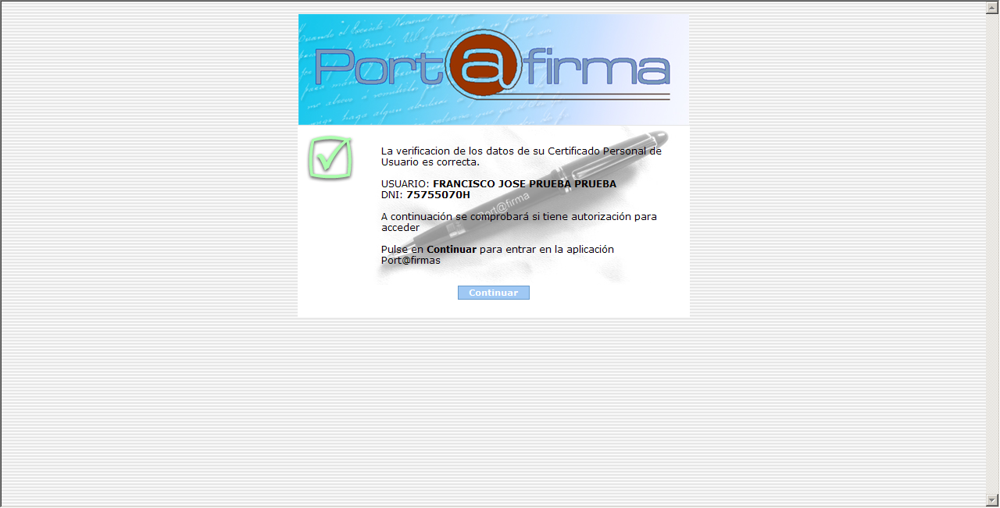 Port@firma
La verificacion de los datos de su Certificado Personal de
Usuario es correcta.
USUARIO: FRANCISCO JOSE PRUEBA PRUEBA
DNI: 75755070H
Port@firma
A continuación se comprobará si tiene autorización para
acceder
Pulse en Continuar para entrar en la aplicación
Port@firmas
Continuar